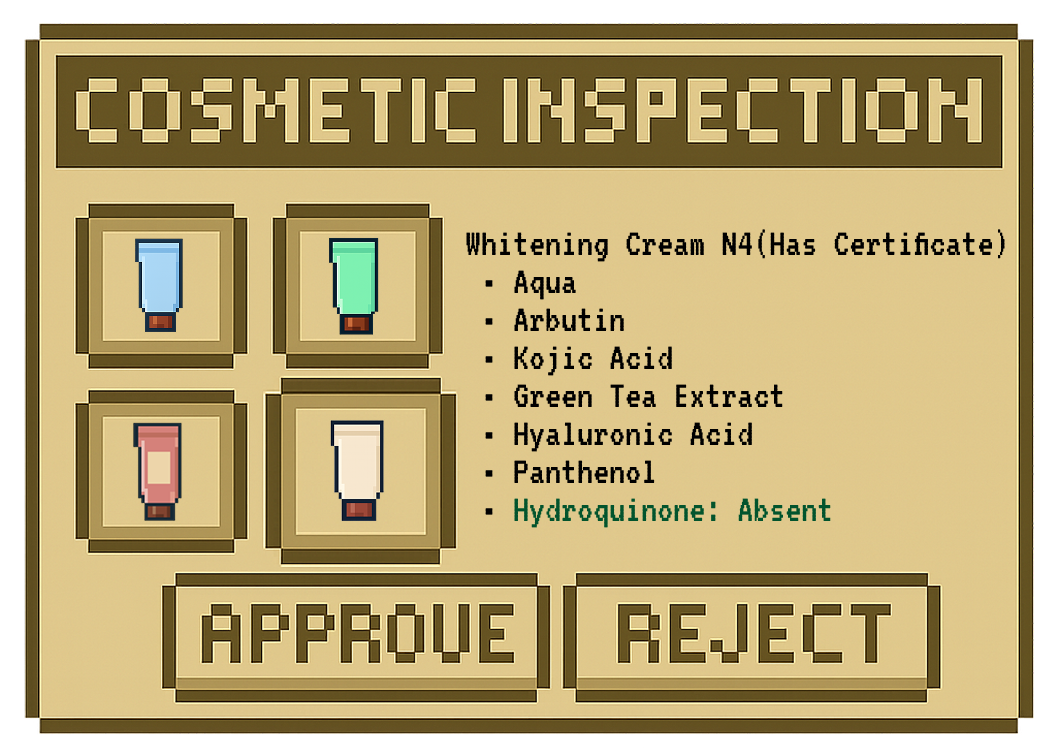 COSMETIC INSPECTION
Whitening Cream N4(Has Certificate)
▪ Aqua
▪ Arbutin
▪ Kojic Acid
▪ Green Tea Extract
▪ Hyaluronic Acid
▪ Panthenol
▪ Hydroquinone: Absent
APPROVE
REJECT